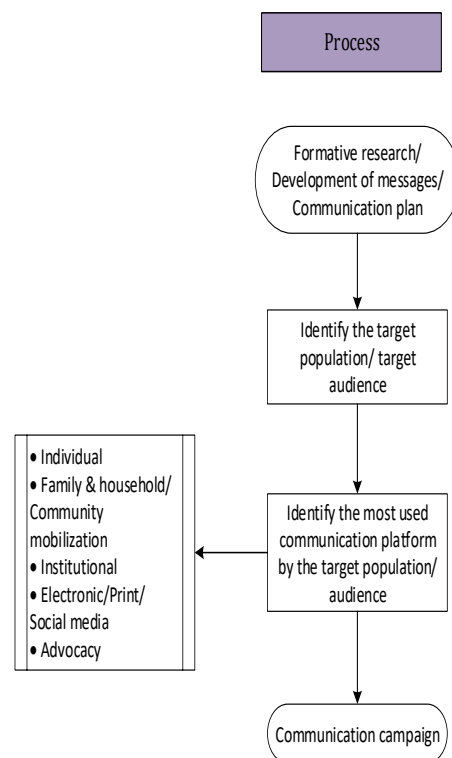 Process
Formative research/
Development of messages/
Communication plan
Identify the target
population/ target
audience
• Individual
• Family & household/
Community
mobilization
• Institutional
• Electronic/Print/
Social media
• Advocacy
Identify the most used
communication platform
by the target population/
audience
Communication campaign